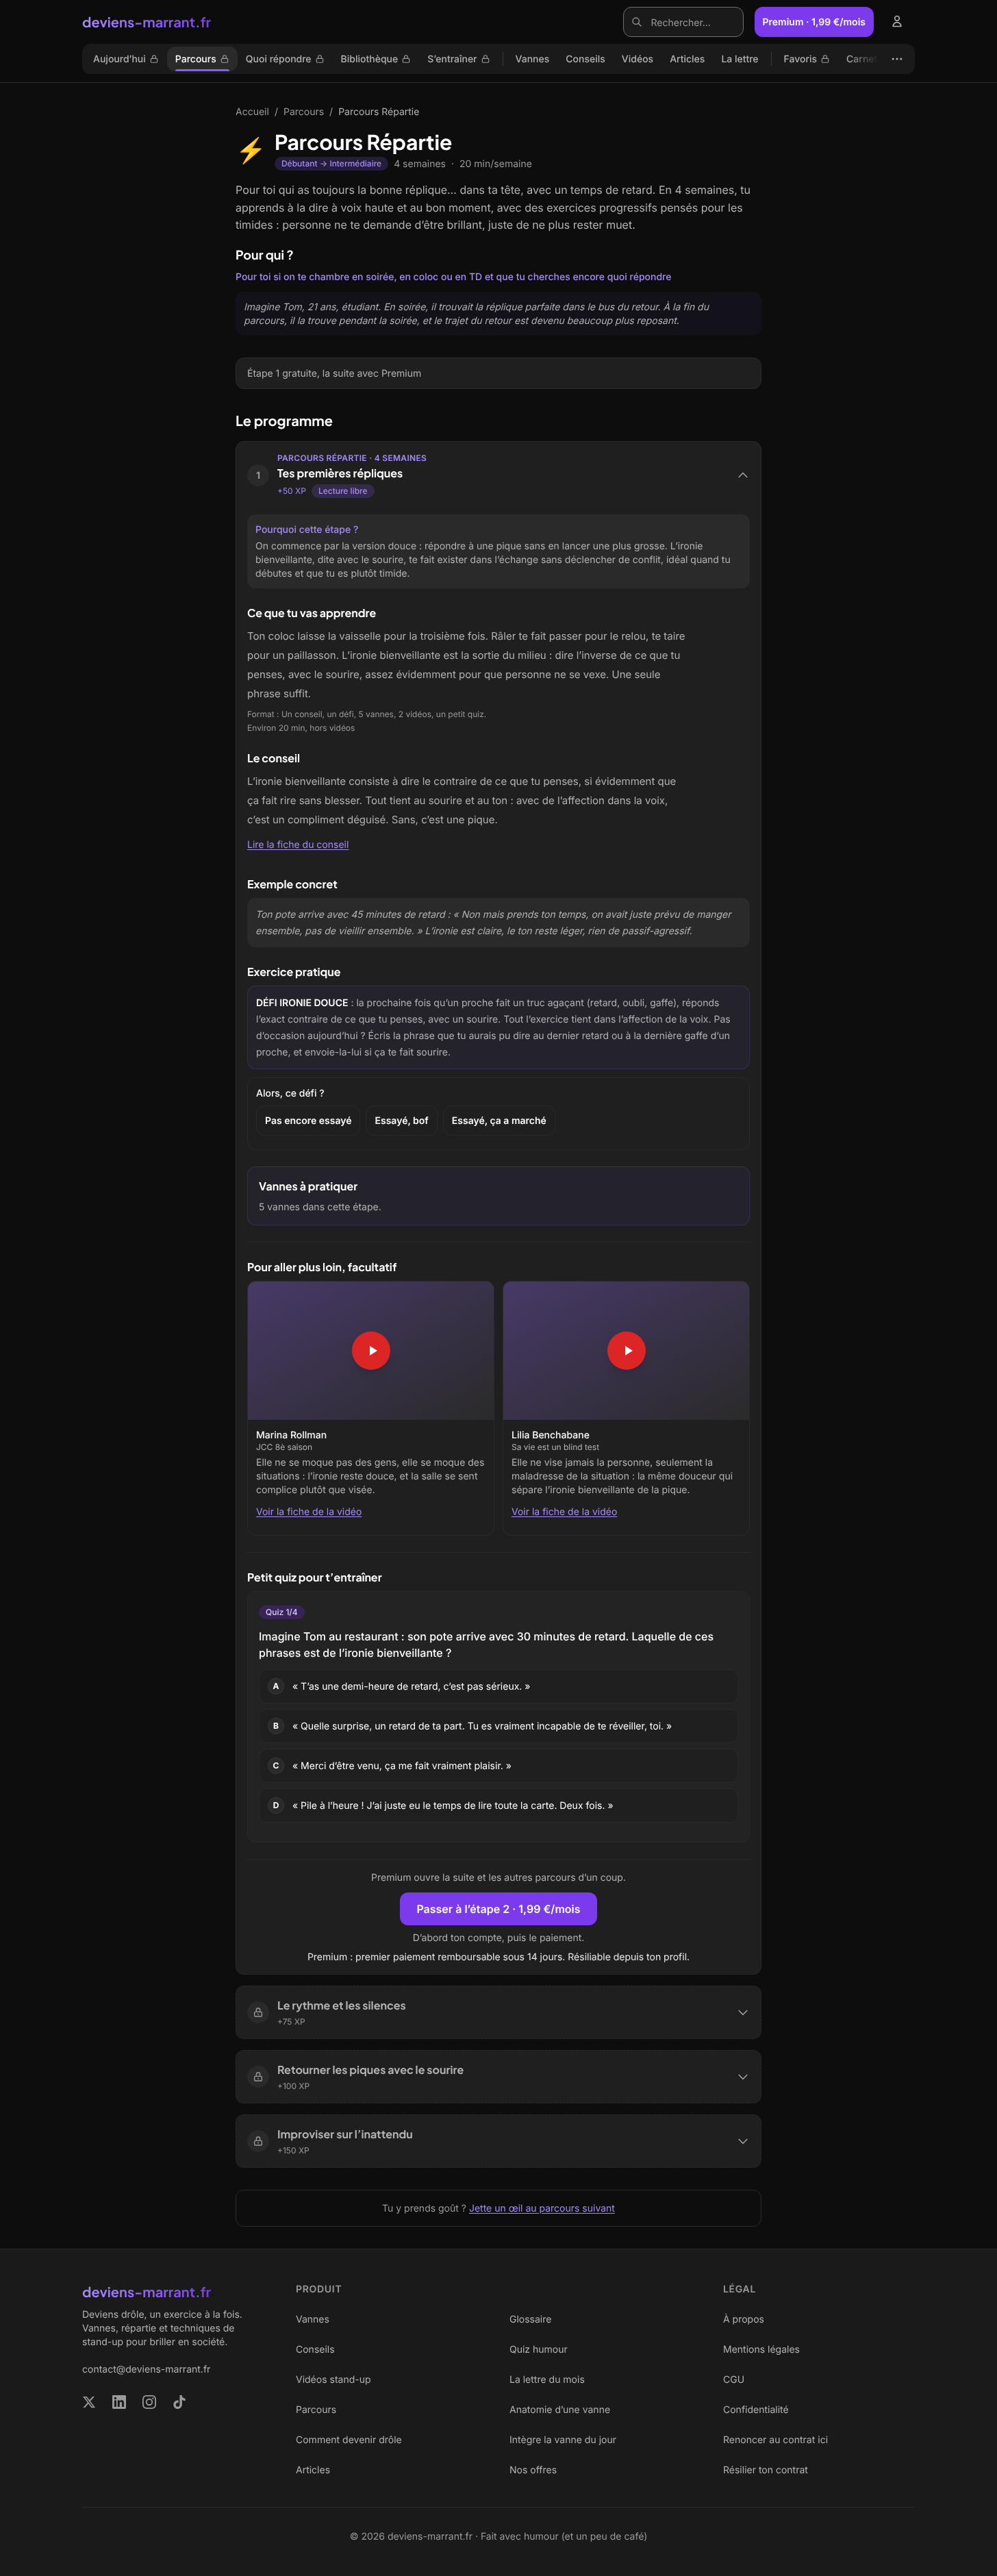 deviens-marrant.fr
Rechercher...
Premium · 1,99 €/mois
Aujourd’hui
Parcours
Quoi répondre
Bibliothèque
S’entraîner
Vannes
Conseils
Vidéos
Articles
La lettre
Favoris
Carnet
Accueil / Parcours / Parcours Répartie
⚡ Parcours Répartie
Débutant → Intermédiaire 4 semaines · 20 min/semaine
Pour toi qui as toujours la bonne réplique... dans ta tête, avec un temps de retard. En 4 semaines, tu
apprends à la dire à voix haute et au bon moment, avec des exercices progressifs pensés pour les
timides : personne ne te demande d’être brillant, juste de ne plus rester muet.
Pour qui ?
Pour toi si on te chambre en soirée, en coloc ou en TD et que tu cherches encore quoi répondre
Imagine Tom, 21 ans, étudiant. En soirée, il trouvait la réplique parfaite dans le bus du retour. À la fin du
parcours, il la trouve pendant la soirée, et le trajet du retour est devenu beaucoup plus reposant.
Étape 1 gratuite, la suite avec Premium
Le programme
PARCOURS RÉPARTIE · 4 SEMAINES
1
Tes premières répliques
+50 XP Lecture libre
Pourquoi cette étape ?
On commence par la version douce : répondre à une pique sans en lancer une plus grosse. L’ironie
bienveillante, dite avec le sourire, te fait exister dans l’échange sans déclencher de conflit, idéal quand tu
débutes et que tu es plutôt timide.
Ce que tu vas apprendre
Ton coloc laisse la vaisselle pour la troisième fois. Râler te fait passer pour le relou, te taire
pour un paillasson. L’ironie bienveillante est la sortie du milieu : dire l’inverse de ce que tu
penses, avec le sourire, assez évidemment pour que personne ne se vexe. Une seule
phrase suffit.
Format : Un conseil, un défi, 5 vannes, 2 vidéos, un petit quiz.
Environ 20 min, hors vidéos
Le conseil
L’ironie bienveillante consiste à dire le contraire de ce que tu penses, si évidemment que
ça fait rire sans blesser. Tout tient au sourire et au ton : avec de l’affection dans la voix,
c’est un compliment déguisé. Sans, c’est une pique.
Lire la fiche du conseil
Exemple concret
Ton pote arrive avec 45 minutes de retard : « Non mais prends ton temps, on avait juste prévu de manger
ensemble, pas de vieillir ensemble. » L’ironie est claire, le ton reste léger, rien de passif-agressif.
Exercice pratique
DÉFI IRONIE DOUCE : la prochaine fois qu’un proche fait un truc agaçant (retard, oubli, gaffe), réponds
l’exact contraire de ce que tu penses, avec un sourire. Tout l’exercice tient dans l’affection de la voix. Pas
d’occasion aujourd’hui ? Écris la phrase que tu aurais pu dire au dernier retard ou à la dernière gaffe d’un
proche, et envoie-la-lui si ça te fait sourire.
Alors, ce défi ?
Pas encore essayé
Essayé, bof
Essayé, ça a marché
Vannes à pratiquer
5 vannes dans cette étape.
Pour aller plus loin, facultatif
Marina Rollman
JCC 8è saison
Elle ne se moque pas des gens, elle se moque des
situations : l’ironie reste douce, et la salle se sent
complice plutôt que visée.
Voir la fiche de la vidéo
Lilia Benchabane
Sa vie est un blind test
Elle ne vise jamais la personne, seulement la
maladresse de la situation : la même douceur qui
sépare l’ironie bienveillante de la pique.
Voir la fiche de la vidéo
Petit quiz pour t’entraîner
Quiz 1/4
Imagine Tom au restaurant : son pote arrive avec 30 minutes de retard. Laquelle de ces
phrases est de l’ironie bienveillante ?
A « T’as une demi-heure de retard, c’est pas sérieux. »
B « Quelle surprise, un retard de ta part. Tu es vraiment incapable de te réveiller, toi. »
C « Merci d’être venu, ça me fait vraiment plaisir. »
D « Pile à l’heure ! J’ai juste eu le temps de lire toute la carte. Deux fois. »
Premium ouvre la suite et les autres parcours d’un coup.
Passer à l’étape 2 · 1,99 €/mois
D’abord ton compte, puis le paiement.
Premium : premier paiement remboursable sous 14 jours. Résiliable depuis ton profil.
Le rythme et les silences
+75 XP
Retourner les piques avec le sourire
+100 XP
Improviser sur l’inattendu
+150 XP
Tu y prends goût ? Jette un œil au parcours suivant
deviens-marrant.fr
Deviens drôle, un exercice à la fois.
Vannes, répartie et techniques de
stand-up pour briller en société.
contact@deviens-marrant.fr
PRODUIT
Vannes
Conseils
Vidéos stand-up
Parcours
Comment devenir drôle
Articles
Glossaire
Quiz humour
La lettre du mois
Anatomie d’une vanne
Intègre la vanne du jour
Nos offres
LÉGAL
À propos
Mentions légales
CGU
Confidentialité
Renoncer au contrat ici
Résilier ton contrat
© 2026 deviens-marrant.fr · Fait avec humour (et un peu de café)